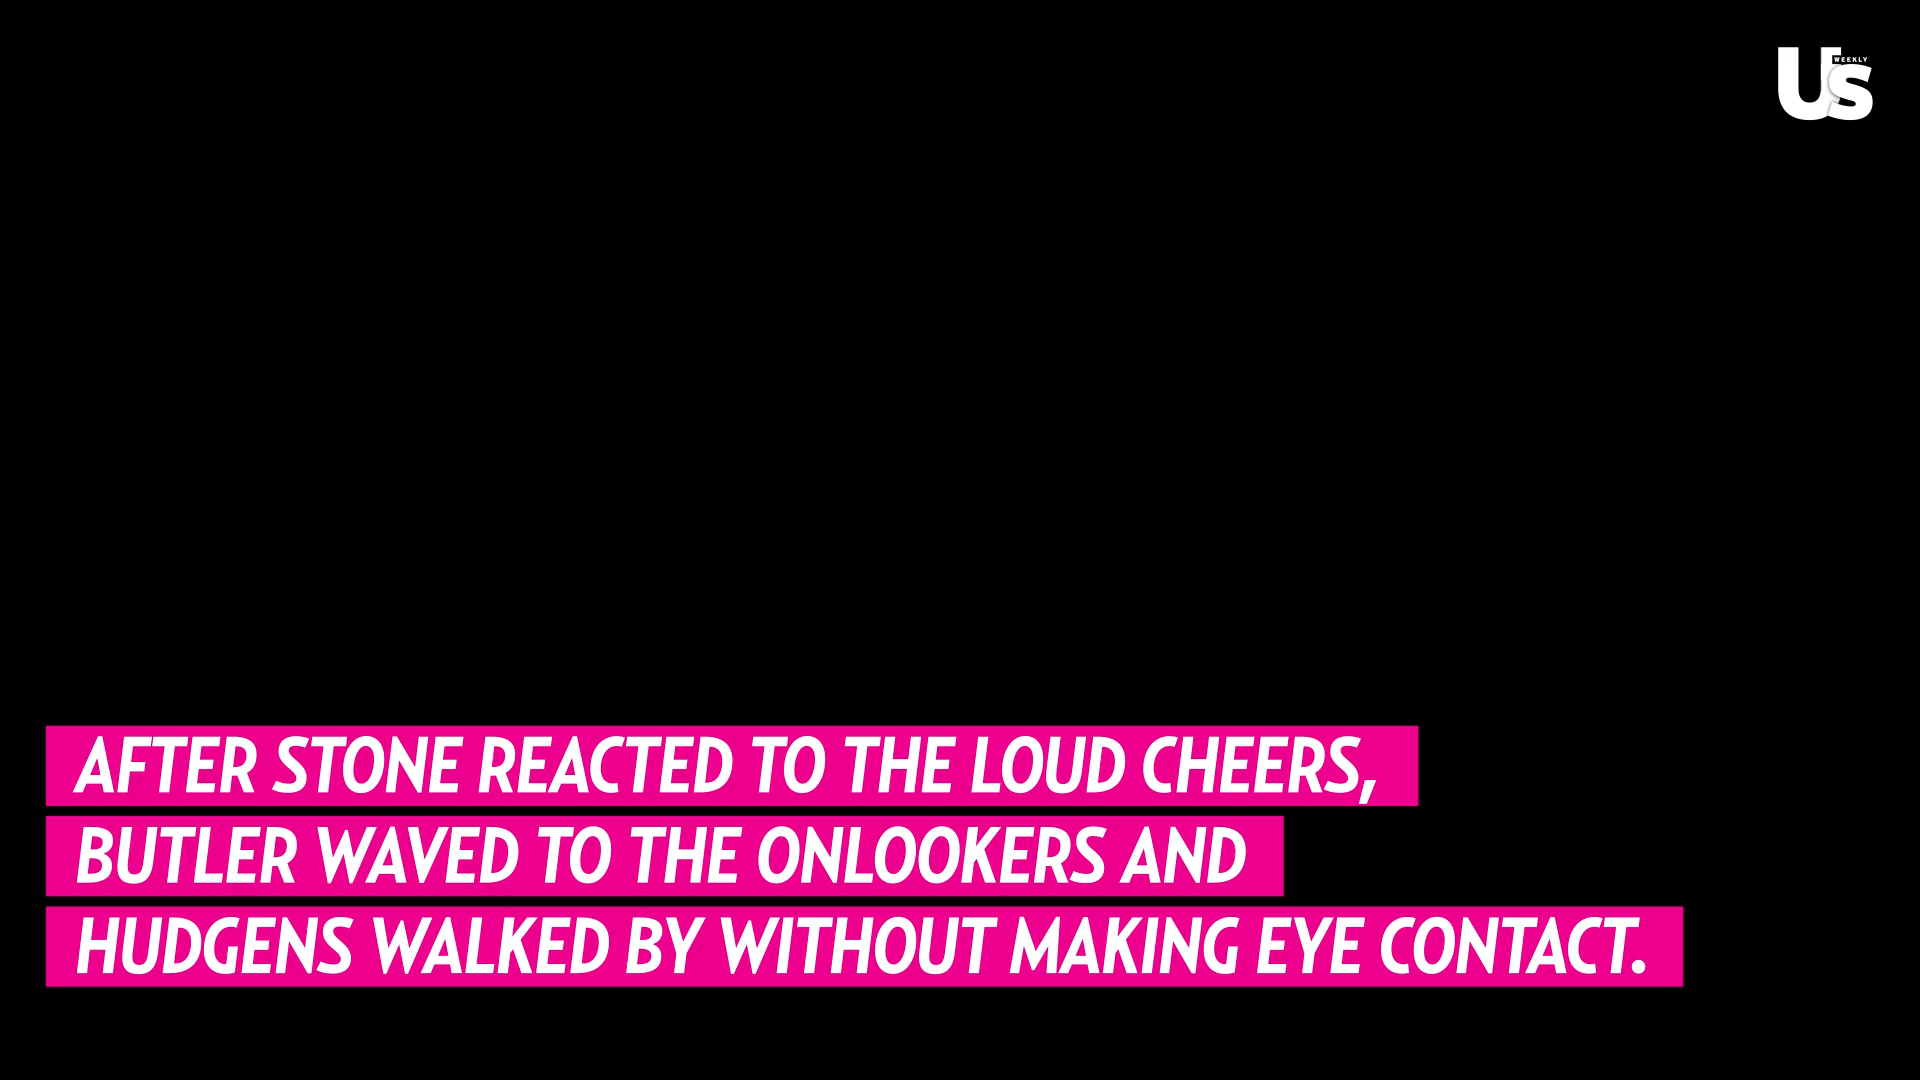 Us
WEEKLY
AFTER STONE REACTED TO THE LOUD CHEERS,
BUTLER WAVED TO THE ONLOOKERS AND
HUDGENS WALKED BY WITHOUT MAKING EYE CONTACT.